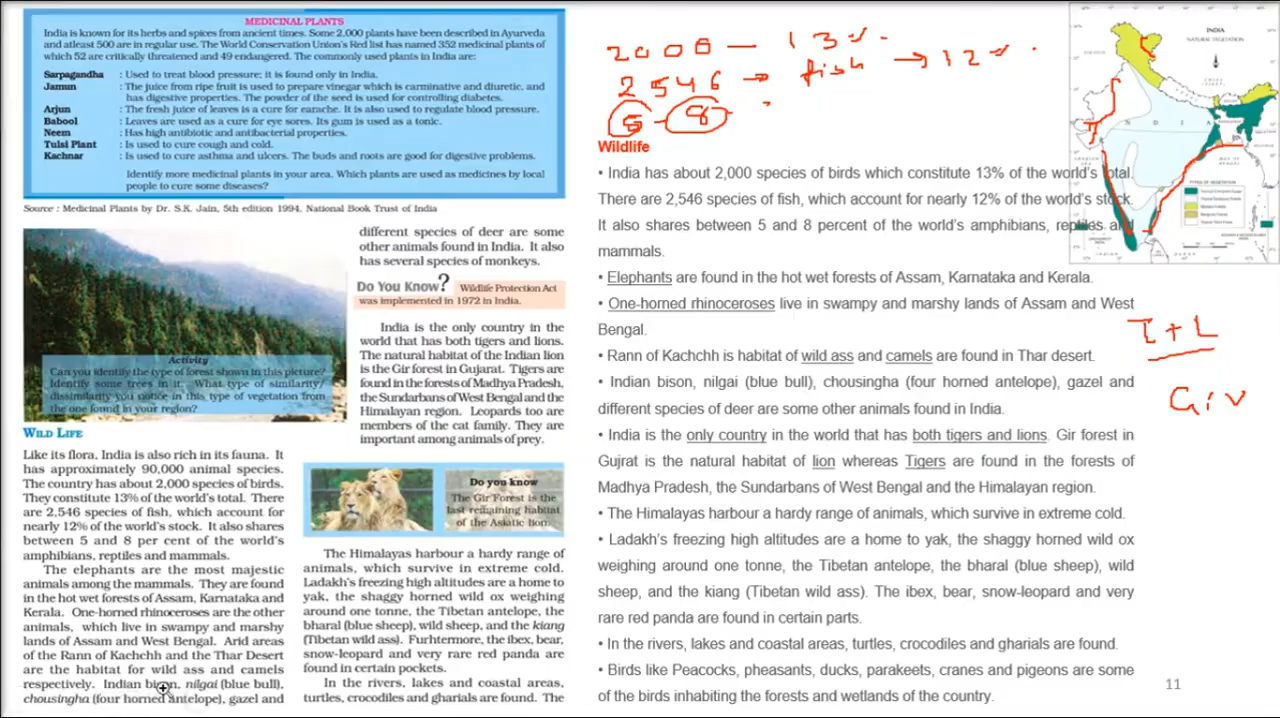 MEDICINAL PLANTS
India is known for its herbs and spices from ancient times. Some 2,000 plants have been described in Ayurveda
and atleast 500 are in regular use. The World Conservation Union's Red list has named 352 medicinal plants of
which 52 are critically threatened and 49 endangered. The commonly used plants in India are:
Sarpagandha : Used to treat blood pressure; it is found only in India.
Jamun : The juice from ripe fruit is used to prepare vinegar which is carminative and diuretic, and
has digestive properties. The powder of the seed is used for controlling diabetes.
Arjun : The fresh juice of leaves is a cure for earache. It is also used to regulate blood pressure.
Babool : Leaves are used as a cure for eye sores. Its gum is used as a tonic.
Neem : Has high antibiotic and antibacterial properties.
Tulsi Plant : Is used to cure cough and cold.
Kachnar : Is used to cure asthma and ulcers. The buds and roots are good for digestive problems.
Identify more medicinal plants in your area. Which plants are used as medicines by local
people to cure some diseases?
Source : Medicinal Plants by Dr. S.K. Jain, 5th edition 1994, National Book Trust of India
Activity
Can you identify the type of forest shown in this picture?
Identify some trees in it. What type of similarity/
dissimilarity you notice in this type of vegetation from
the one found in your region?
WILD LIFE
Like its flora, India is also rich in its fauna. It
has approximately 90,000 animal species.
The country has about 2,000 species of birds.
They constitute 13% of the world's total. There
are 2,546 species of fish, which account for
nearly 12% of the world's stock. It also shares
between 5 and 8 per cent of the world's
amphibians, reptiles and mammals.
The elephants are the most majestic
animals among the mammals. They are found
in the hot wet forests of Assam, Karnataka and
Kerala. One-horned rhinoceroses are the other
animals, which live in swampy and marshy
lands of Assam and West Bengal. Arid areas
of the Rann of Kachchh and the Thar Desert
are the habitat for wild ass and camels
respectively. Indian bison, nilgai (blue bull),
chousingha (four horned antelope), gazel and
different species of deer are some
other animals found in India. It also
has several species of monkeys.
Do You Know? Wildlife Protection Act
was implemented in 1972 in India.
India is the only country in the
world that has both tigers and lions.
The natural habitat of the Indian lion
is the Gir forest in Gujarat. Tigers are
found in the forests of Madhya Pradesh,
the Sundarbans of West Bengal and the
Himalayan region. Leopards too are
members of the cat family. They are
important among animals of prey.
Do you know
The Gir Forest is the
last remaining habitat
of the Asiatic lion
The Himalayas harbour a hardy range of
animals, which survive in extreme cold.
Ladakh's freezing high altitudes are a home to
yak, the shaggy horned wild ox weighing
around one tonne, the Tibetan antelope, the
bharal (blue sheep), wild sheep, and the kiang
(Tibetan wild ass). Furhtermore, the ibex, bear,
snow-leopard and very rare red panda are
found in certain pockets.
In the rivers, lakes and coastal areas,
turtles, crocodiles and gharials are found. The
2000 - 13%.
2546 → fish → 12%.
5 - 8
Wildlife
• India has about 2,000 species of birds which constitute 13% of the world's total.
There are 2,546 species of fish, which account for nearly 12% of the world's stock.
It also shares between 5 and 8 percent of the world's amphibians, reptiles and
mammals.
• Elephants are found in the hot wet forests of Assam, Karnataka and Kerala.
• One-horned rhinoceroses live in swampy and marshy lands of Assam and West
Bengal.
• Rann of Kachchh is habitat of wild ass and camels are found in Thar desert.
• Indian bison, nilgai (blue bull), chousingha (four horned antelope), gazel and
different species of deer are some other animals found in India.
• India is the only country in the world that has both tigers and lions. Gir forest in
Gujrat is the natural habitat of lion whereas Tigers are found in the forests of
Madhya Pradesh, the Sundarbans of West Bengal and the Himalayan region.
• The Himalayas harbour a hardy range of animals, which survive in extreme cold.
• Ladakh's freezing high altitudes are a home to yak, the shaggy horned wild ox
weighing around one tonne, the Tibetan antelope, the bharal (blue sheep), wild
sheep, and the kiang (Tibetan wild ass). The ibex, bear, snow-leopard and very
rare red panda are found in certain parts.
• In the rivers, lakes and coastal areas, turtles, crocodiles and gharials are found.
• Birds like Peacocks, pheasants, ducks, parakeets, cranes and pigeons are some
of the birds inhabiting the forests and wetlands of the country.
INDIA
NATURAL VEGETATION
I N D I A
TYPES OF VEGETATION
T + L
Gir
11